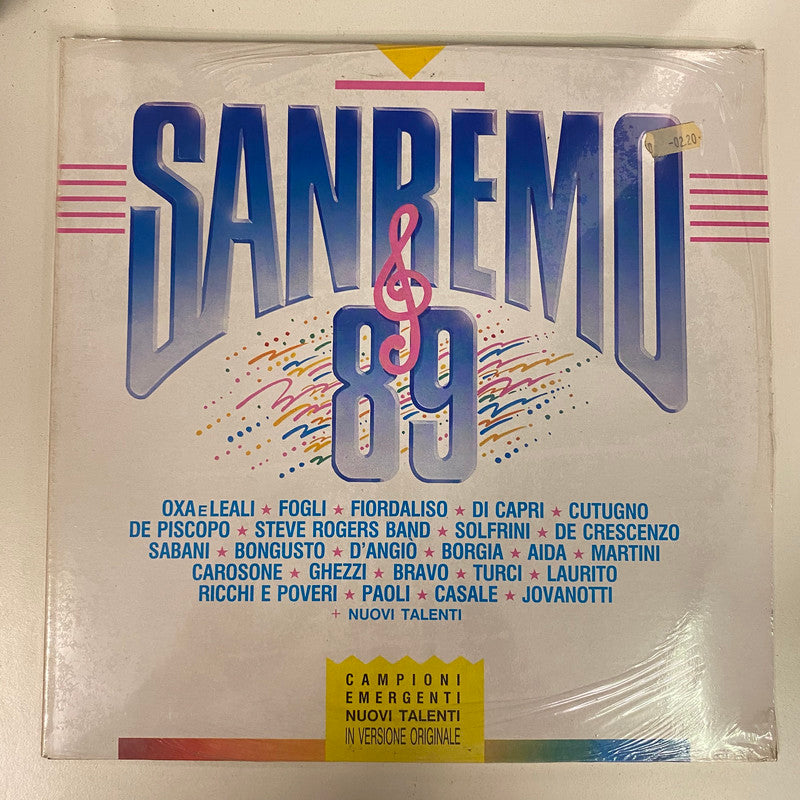 SANREMO
89
-02.20-
OXA E LEALI ★ FOGLI ★ FIORDALISO ★ DI CAPRI ★ CUTUGNO
DE PISCOPO ★ STEVE ROGERS BAND ★ SOLFRINI ★ DE CRESCENZO
SABANI ★ BONGUSTO ★ D'ANGIÒ ★ BORGIA ★ AIDA ★ MARTINI
CAROSONE ★ GHEZZI ★ BRAVO ★ TURCI ★ LAURITO
RICCHI E POVERI ★ PAOLI ★ CASALE ★ JOVANOTTI
+ NUOVI TALENTI
CAMPIONI
EMERGENTI
NUOVI TALENTI
IN VERSIONE ORIGINALE